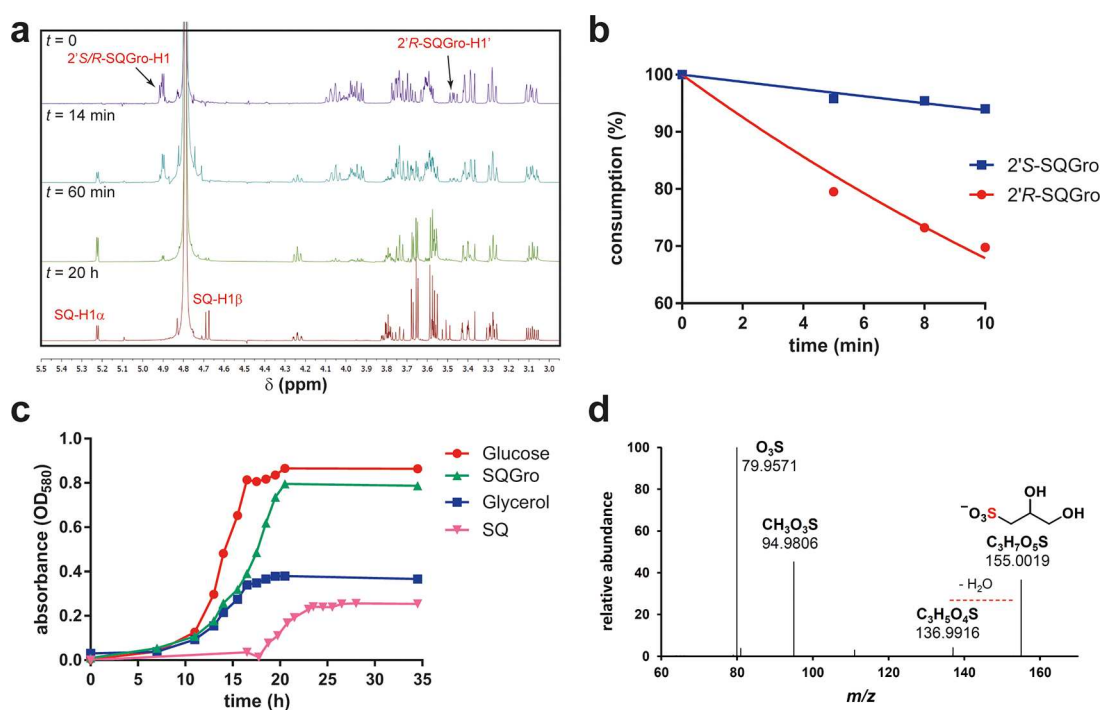 a
t = 0
2'S/R-SQGro-H1
2'R-SQGro-H1'
t = 14 min
t = 60 min
t = 20 h
SQ-H1α
SQ-H1β
5.5 5.4 5.3 5.2 5.1 5.0 4.9 4.8 4.7 4.6 4.5 4.4 4.3 4.2 4.1 4.0 3.9 3.8 3.7 3.6 3.5 3.4 3.3 3.2 3.1 3.0
δ (ppm)
b
consumption (%)
100
90
80
70
60
0 2 4 6 8 10
time (min)
2'S-SQGro
2'R-SQGro
c
absorbance (OD580)
1.0
0.8
0.6
0.4
0.2
0.0
0 5 10 15 20 25 30 35
time (h)
Glucose
SQGro
Glycerol
SQ
d
relative abundance
100
80
60
40
20
0
60 80 100 120 140 160
m/z
O3S
79.9571
CH3O3S
94.9806
OH
⁻O3S
OH
C3H7O5S
155.0019
- H2O
C3H5O4S
136.9916